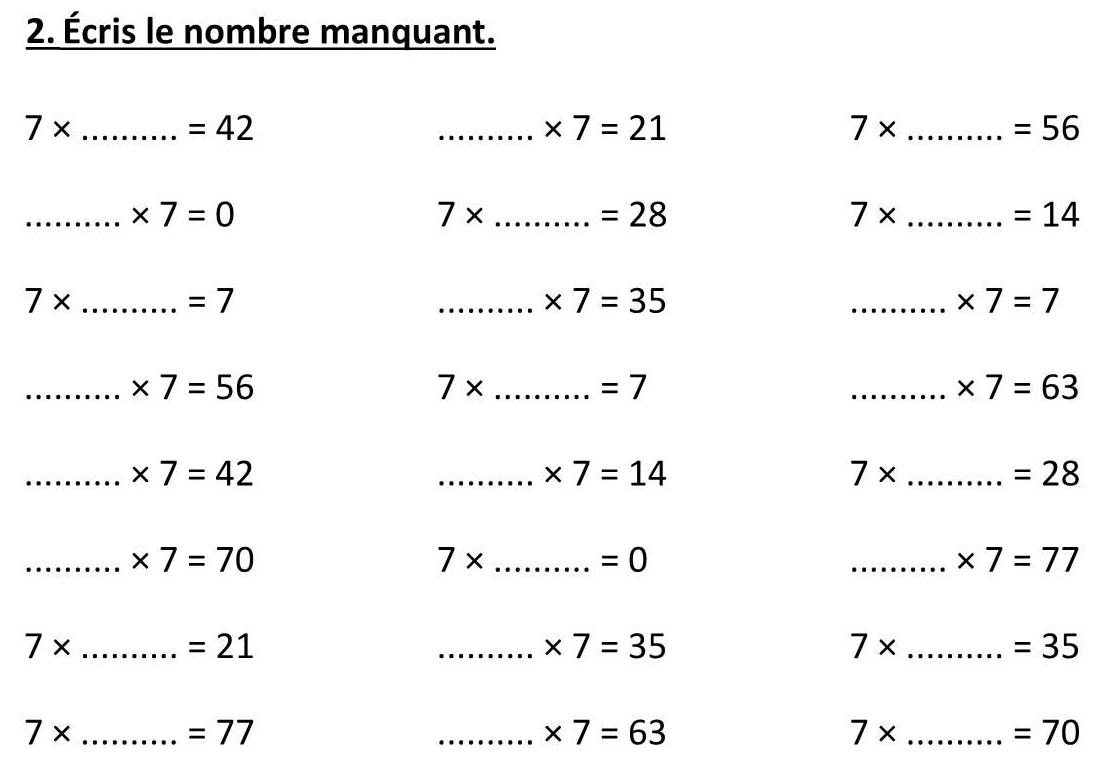 2. Écris le nombre manquant.
7 × .......... = 42 .......... × 7 = 21 7 × .......... = 56
.......... × 7 = 0 7 × .......... = 28 7 × .......... = 14
7 × .......... = 7 .......... × 7 = 35 .......... × 7 = 7
.......... × 7 = 56 7 × .......... = 7 .......... × 7 = 63
.......... × 7 = 42 .......... × 7 = 14 7 × .......... = 28
.......... × 7 = 70 7 × .......... = 0 .......... × 7 = 77
7 × .......... = 21 .......... × 7 = 35 7 × .......... = 35
7 × .......... = 77 .......... × 7 = 63 7 × .......... = 70